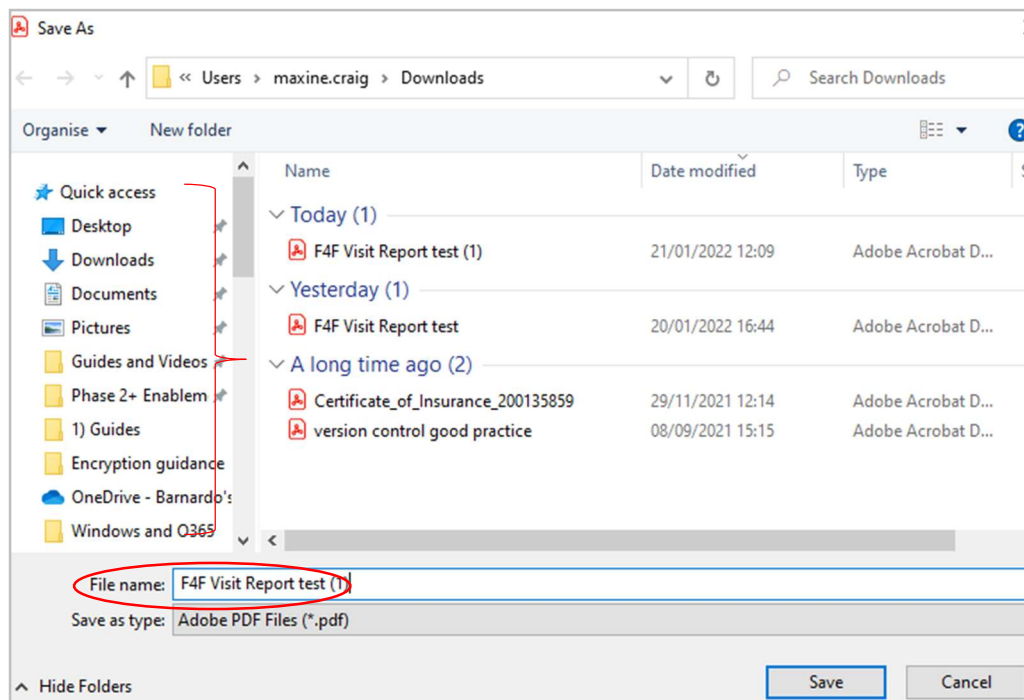 Save As
« Users > maxine.craig > Downloads
Search Downloads
Organise New folder
Name Date modified Type
Quick access
Desktop
Downloads
Documents
Pictures
Guides and Videos
Phase 2+ Enablem
1) Guides
Encryption guidance
OneDrive - Barnardo's
Windows and O365
Today (1)
F4F Visit Report test (1) 21/01/2022 12:09 Adobe Acrobat D...
Yesterday (1)
F4F Visit Report test 20/01/2022 16:44 Adobe Acrobat D...
A long time ago (2)
Certificate_of_Insurance_200135859 29/11/2021 12:14 Adobe Acrobat D...
version control good practice 08/09/2021 15:15 Adobe Acrobat D...
File name: F4F Visit Report test (1)
Save as type: Adobe PDF Files (*.pdf)
Hide Folders Save Cancel